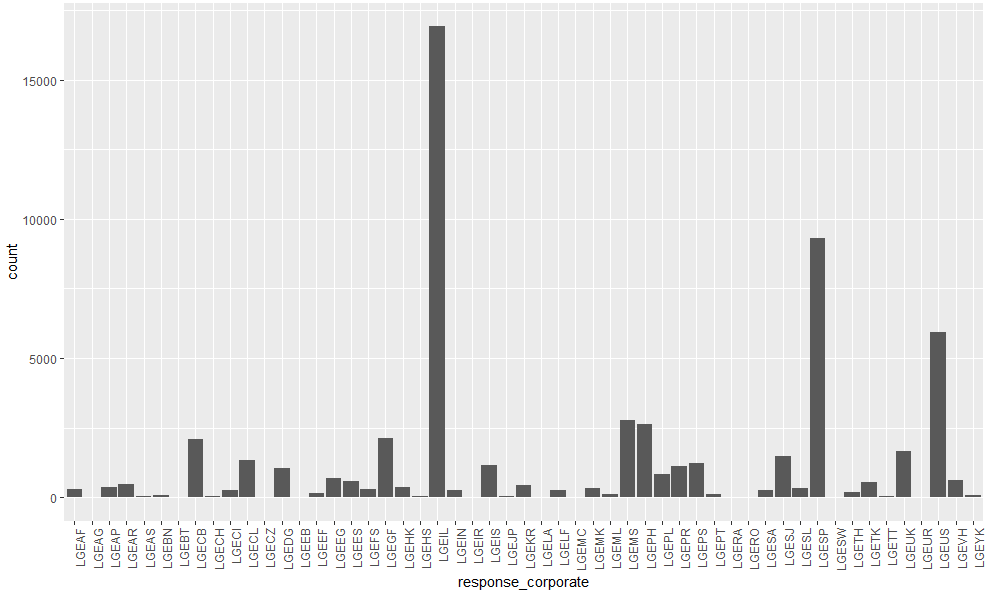 15000
10000
5000
0
count
LGEAF
LGEAG
LGEAP
LGEAR
LGEAS
LGEBN
LGEBT
LGECB
LGECH
LGECI
LGECL
LGECZ
LGEDG
LGEEB
LGEEF
LGEEG
LGEES
LGEFS
LGEGF
LGEHK
LGEHS
LGEIL
LGEIN
LGEIR
LGEIS
LGEJP
LGEKR
LGELA
LGELF
LGEMC
LGEMK
LGEML
LGEMS
LGEPH
LGEPL
LGEPR
LGEPS
LGEPT
LGERA
LGERO
LGESA
LGESJ
LGESL
LGESP
LGESW
LGETH
LGETK
LGETT
LGEUK
LGEUR
LGEUS
LGEVH
LGEYK
response_corporate